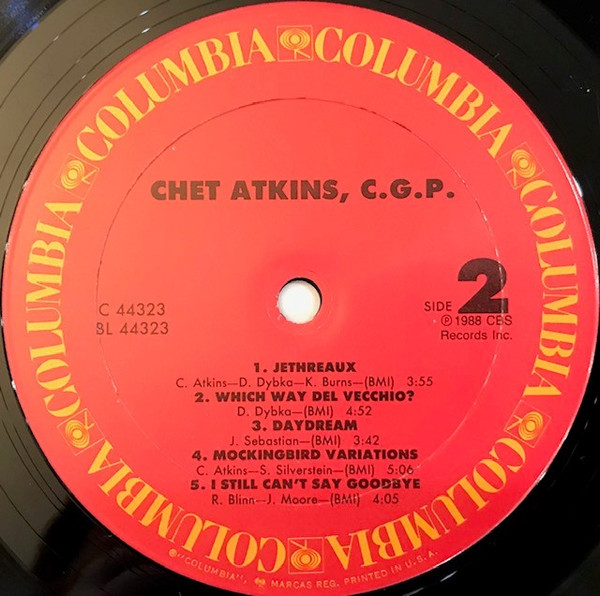 COLUMBIA COLUMBIA COLUMBIA COLUMBIA COLUMBIA COLUMBIA COLUMBIA
CHET ATKINS, C.G.P.
C 44323
BL 44323
SIDE 2
℗ 1988 CBS
Records Inc.
1. JETHREAUX
C. Atkins—D. Dybka—K. Burns—(BMI) 3:55
2. WHICH WAY DEL VECCHIO?
D. Dybka—(BMI) 4:52
3. DAYDREAM
J. Sebastian—(BMI) 3:42
4. MOCKINGBIRD VARIATIONS
C. Atkins—S. Silverstein—(BMI) 5:06
5. I STILL CAN'T SAY GOODBYE
R. Blinn—J. Moore—(BMI) 4:05
®"COLUMBIA", MARCAS REG. PRINTED IN U.S.A.